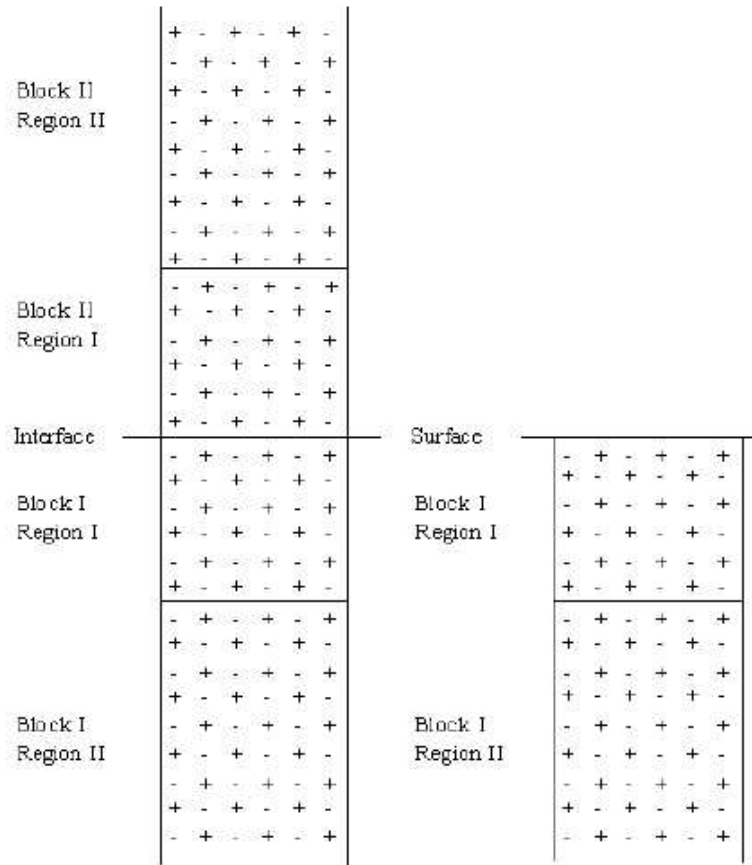 + - + - + -
- + - + - +
Block II
+ - + - + -
Region II
- + - + - +
+ - + - + -
- + - + - +
+ - + - + -
- + - + - +
+ - + - + -
- + - + - +
Block II
+ - + - + -
Region I
- + - + - +
+ - + - + -
- + - + - +
+ - + - + -
Interface
- + - + - +
+ - + - + -
Block I
- + - + - +
Region I
+ - + - + -
- + - + - +
+ - + - + -
- + - + - +
+ - + - + -
- + - + - +
+ - + - + -
Block I
- + - + - +
Region II
+ - + - + -
- + - + - +
+ - + - + -
- + - + - +
Surface
- + - + - +
+ - + - + -
Block I
- + - + - +
Region I
+ - + - + -
- + - + - +
+ - + - + -
- + - + - +
+ - + - + -
- + - + - +
+ - + - + -
Block I
- + - + - +
Region II
+ - + - + -
- + - + - +
+ - + - + -
- + - + - +